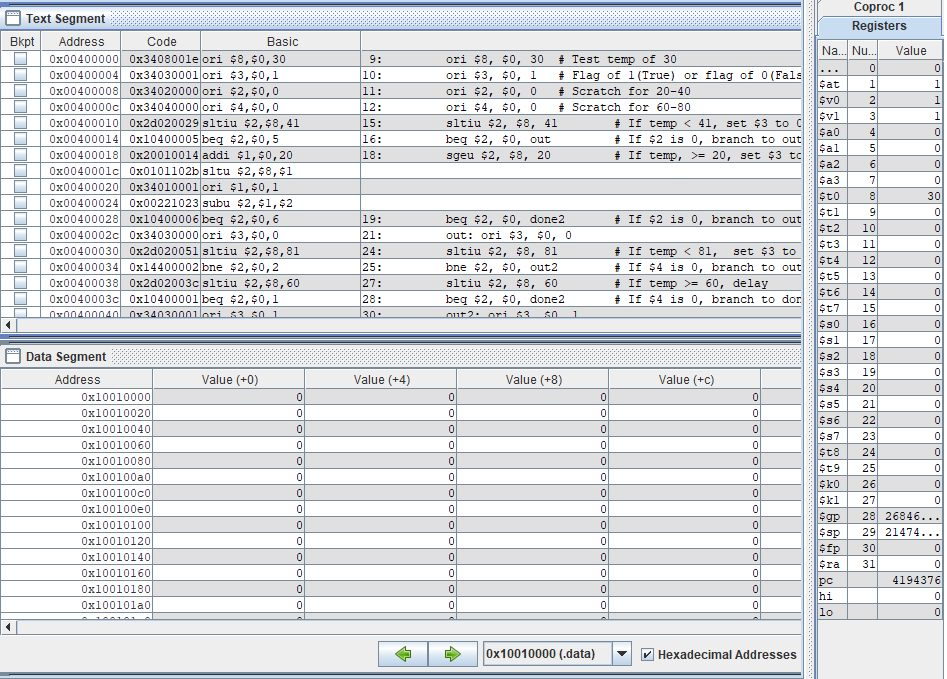 Text Segment
Bkpt Address Code Basic
0x00400000 0x3408001e ori $8,$0,30 9: ori $8, $0, 30 # Test temp of 30
0x00400004 0x34030001 ori $3,$0,1 10: ori $3, $0, 1 # Flag of 1(True) or flag of 0(Fals
0x00400008 0x34020000 ori $2,$0,0 11: ori $2, $0, 0 # Scratch for 20-40
0x0040000c 0x34040000 ori $4,$0,0 12: ori $4, $0, 0 # Scratch for 60-80
0x00400010 0x2d020029 sltiu $2,$8,41 15: sltiu $2, $8, 41 # If temp < 41, set $3 to 0
0x00400014 0x10400005 beq $2,$0,5 16: beq $2, $0, out # If $2 is 0, branch to out
0x00400018 0x20010014 addi $1,$0,20 18: sgeu $2, $8, 20 # If temp, >= 20, set $3 to
0x0040001c 0x0101102b sltu $2,$8,$1
0x00400020 0x34010001 ori $1,$0,1
0x00400024 0x00221023 subu $2,$1,$2
0x00400028 0x10400006 beq $2,$0,6 19: beq $2, $0, done2 # If $2 is 0, branch to out
0x0040002c 0x34030000 ori $3,$0,0 21: out: ori $3, $0, 0
0x00400030 0x2d020051 sltiu $2,$8,81 24: sltiu $2, $8, 81 # If temp < 81, set $3 to
0x00400034 0x14400002 bne $2,$0,2 25: bne $2, $0, out2 # If $4 is 0, branch to out
0x00400038 0x2d02003c sltiu $2,$8,60 27: sltiu $2, $8, 60 # If temp >= 60, delay
0x0040003c 0x10400001 beq $2,$0,1 28: beq $2, $0, done2 # If $4 is 0, branch to don
0x00400040 0x34030001 ori $3,$0,1 30: out2: ori $3, $0, 1
Data Segment
Address Value (+0) Value (+4) Value (+8) Value (+c)
0x10010000 0 0 0 0
0x10010020 0 0 0 0
0x10010040 0 0 0 0
0x10010060 0 0 0 0
0x10010080 0 0 0 0
0x100100a0 0 0 0 0
0x100100c0 0 0 0 0
0x100100e0 0 0 0 0
0x10010100 0 0 0 0
0x10010120 0 0 0 0
0x10010140 0 0 0 0
0x10010160 0 0 0 0
0x10010180 0 0 0 0
0x100101a0 0 0 0 0
0x10010000 (.data) Hexadecimal Addresses
Coproc 1
Registers
Na... Nu... Value
... 0 0
$at 1 1
$v0 2 1
$v1 3 1
$a0 4 0
$a1 5 0
$a2 6 0
$a3 7 0
$t0 8 30
$t1 9 0
$t2 10 0
$t3 11 0
$t4 12 0
$t5 13 0
$t6 14 0
$t7 15 0
$s0 16 0
$s1 17 0
$s2 18 0
$s3 19 0
$s4 20 0
$s5 21 0
$s6 22 0
$s7 23 0
$t8 24 0
$t9 25 0
$k0 26 0
$k1 27 0
$gp 28 26846...
$sp 29 21474...
$fp 30 0
$ra 31 0
pc 4194376
hi 0
lo 0